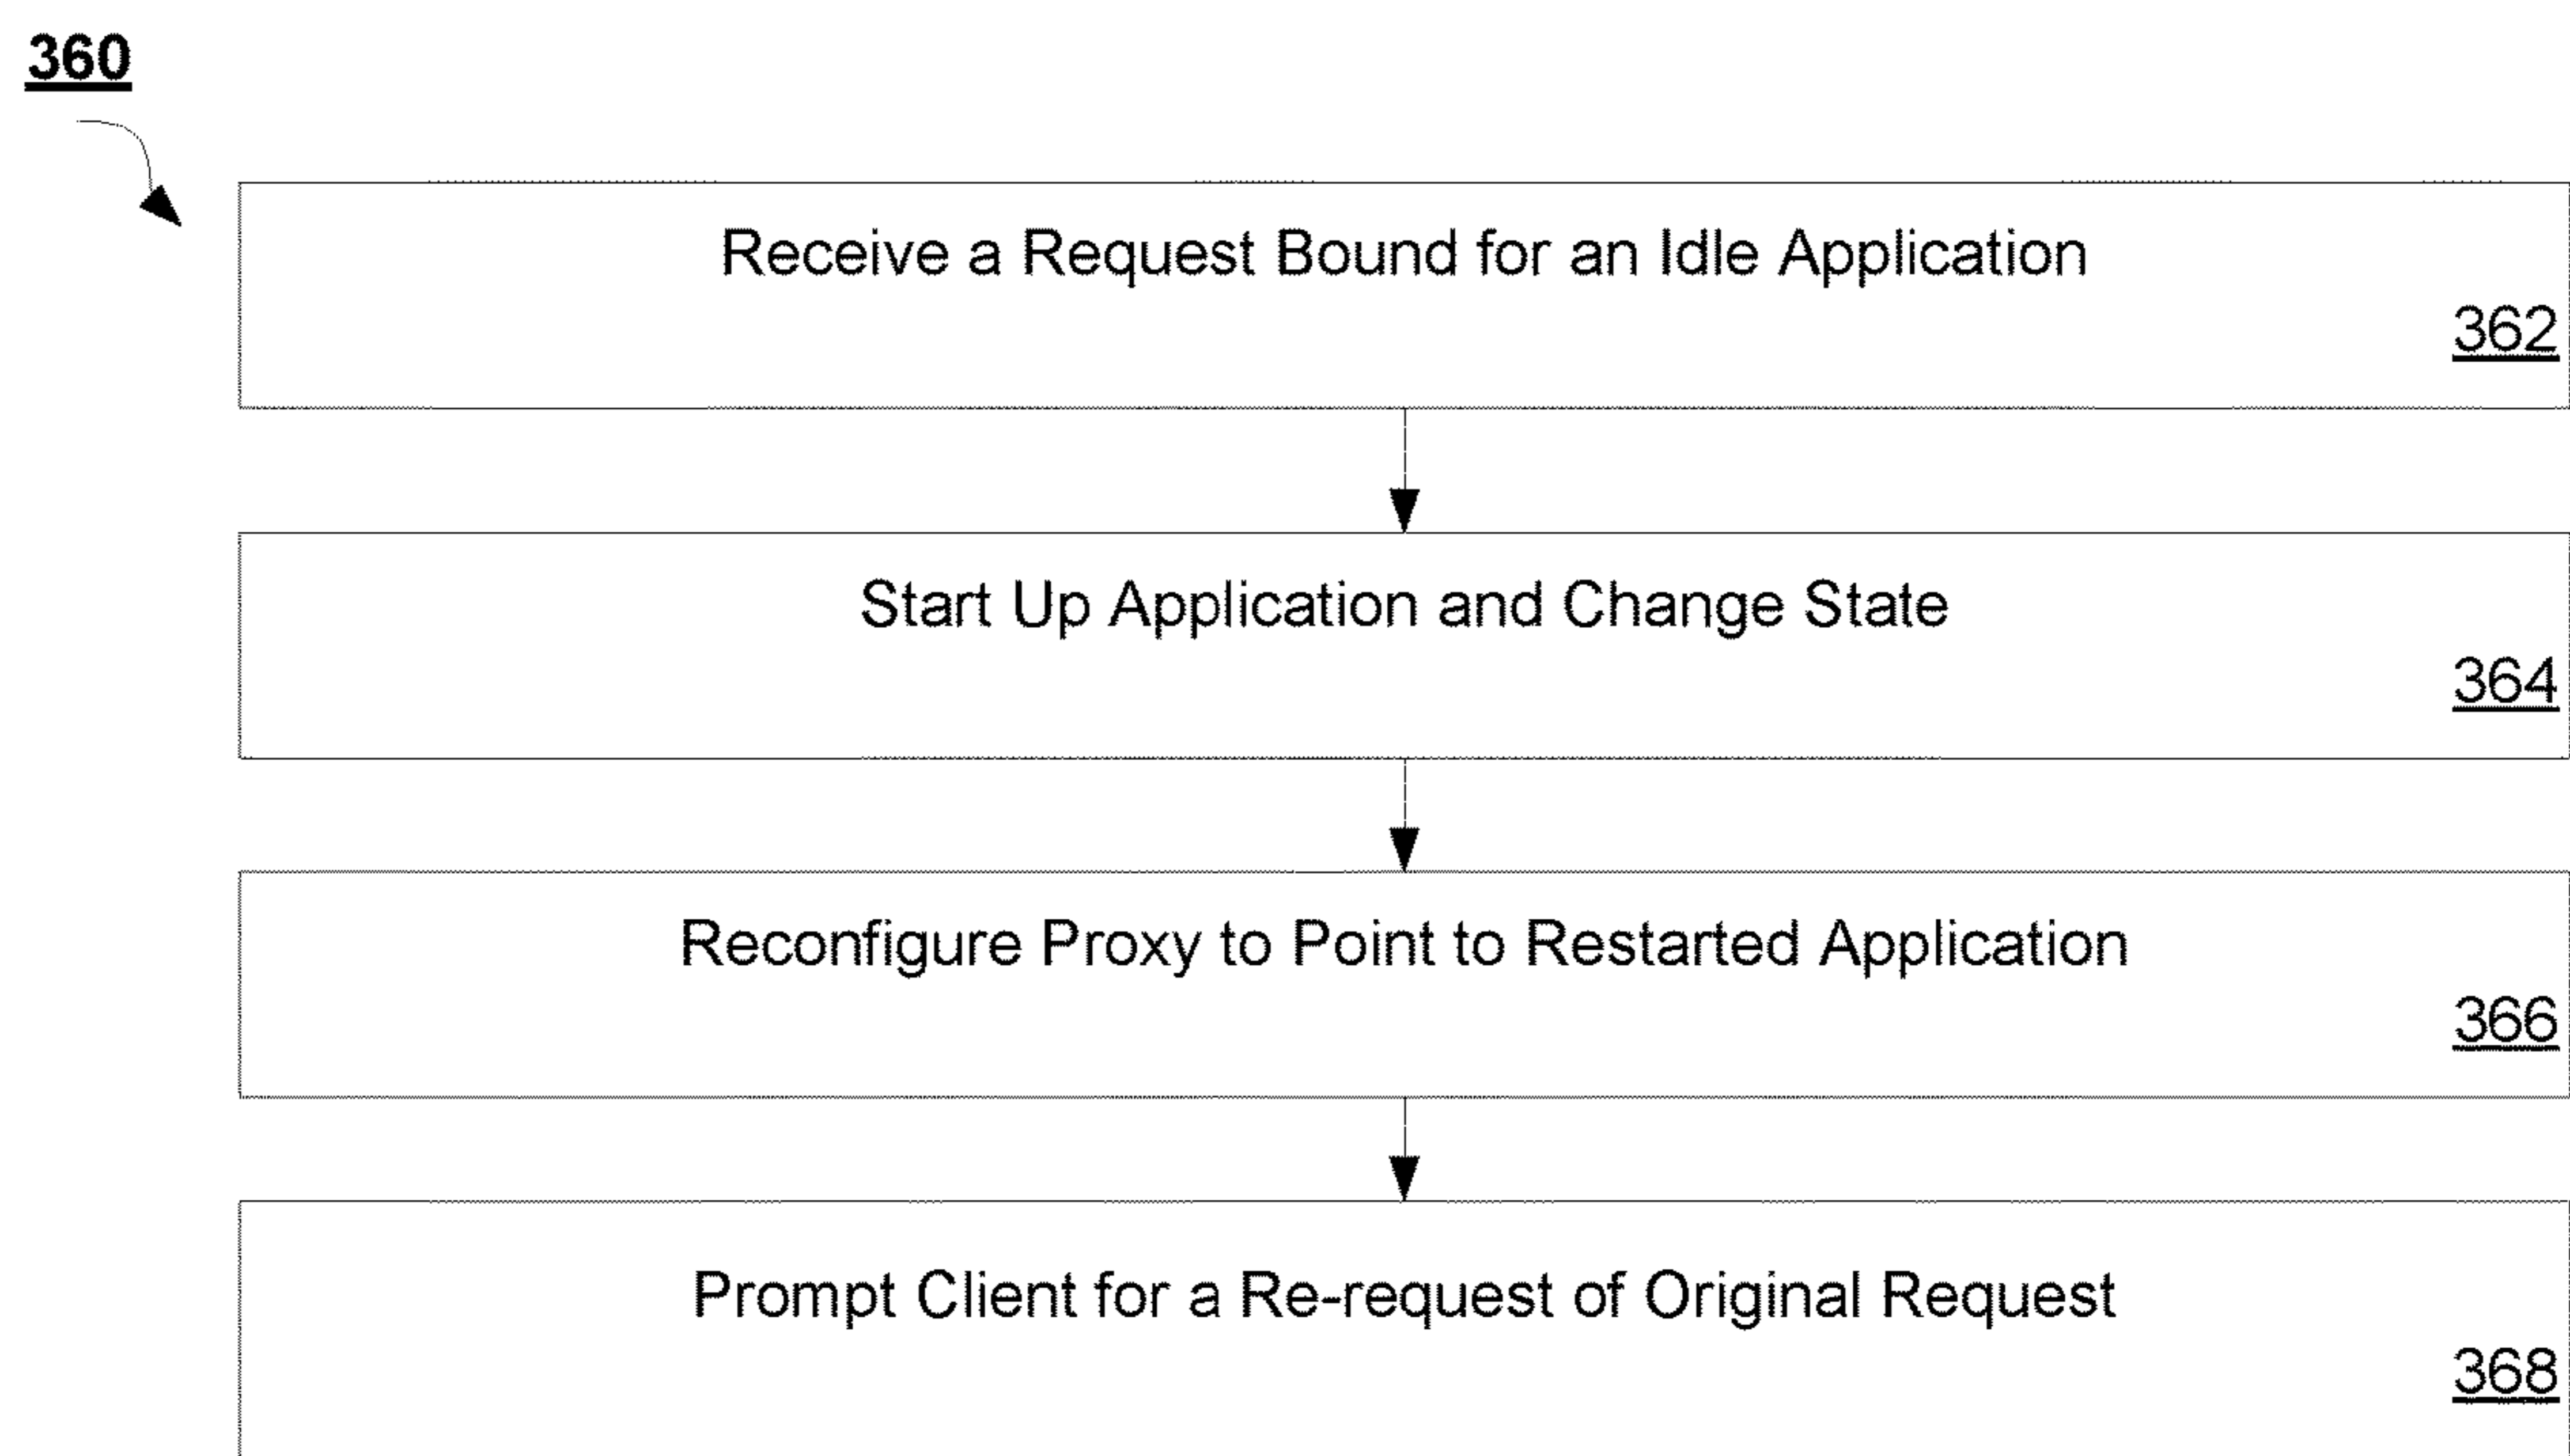 360
Receive a Request Bound for an Idle Application
362
Start Up Application and Change State
364
Reconfigure Proxy to Point to Restarted Application
366
Prompt Client for a Re-request of Original Request
368